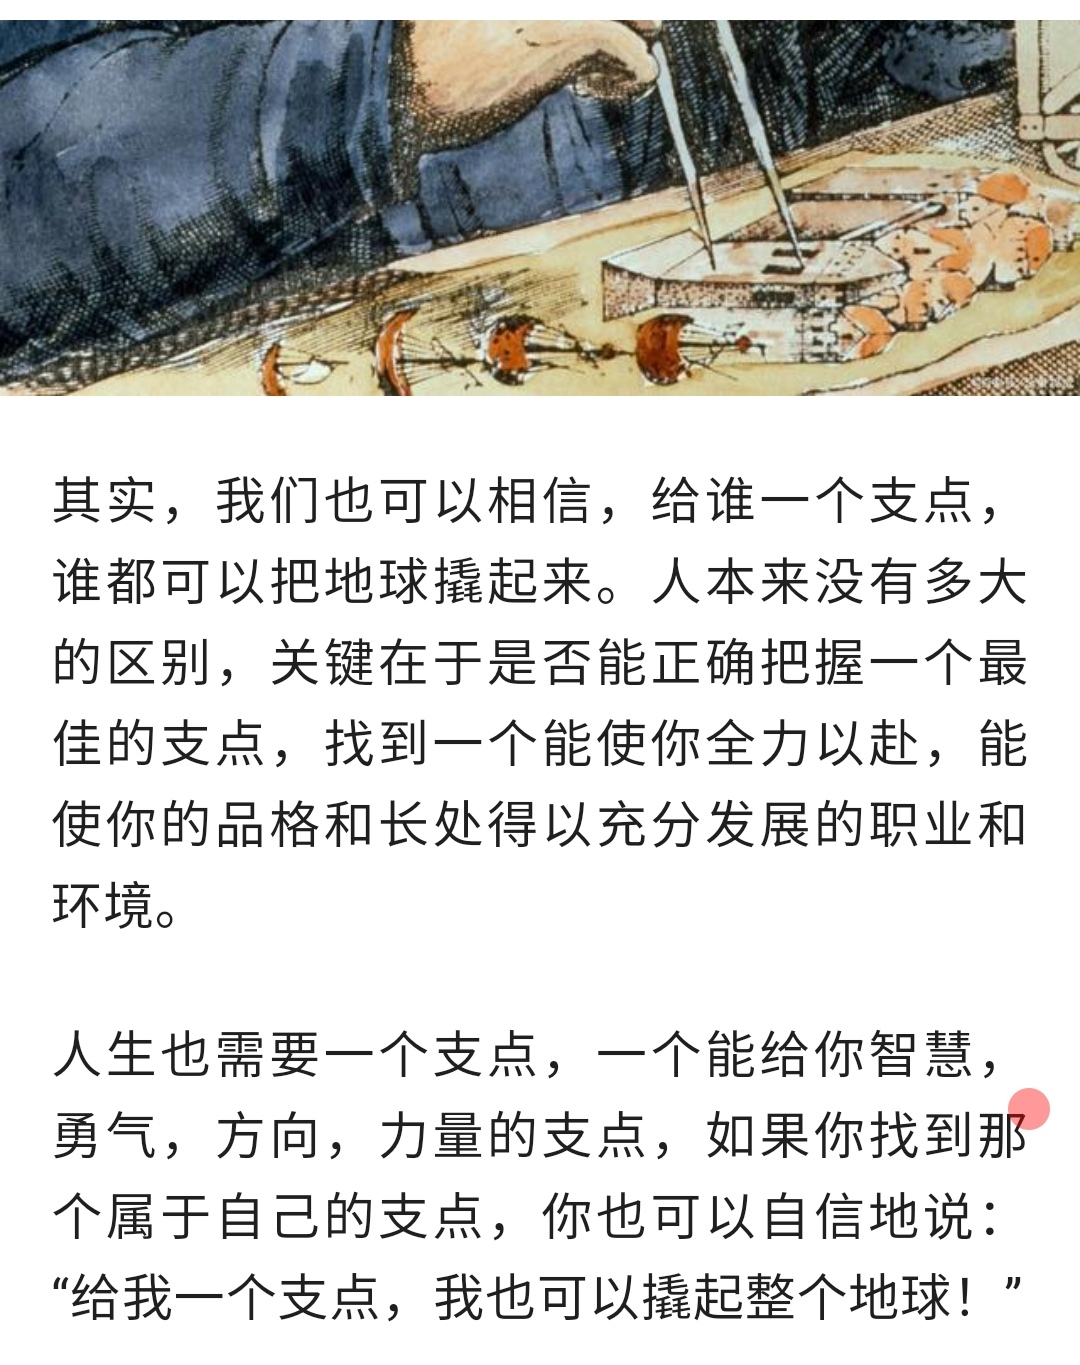 其实，我们也可以相信，给谁一个支点，
谁都可以把地球撬起来。人本来没有多大
的区别，关键在于是否能正确把握一个最
佳的支点，找到一个能使你全力以赴，能
使你的品格和长处得以充分发展的职业和
环境。
人生也需要一个支点，一个能给你智慧，
勇气，方向，力量的支点，如果你找到那
个属于自己的支点，你也可以自信地说：
“给我一个支点，我也可以撬起整个地球！”